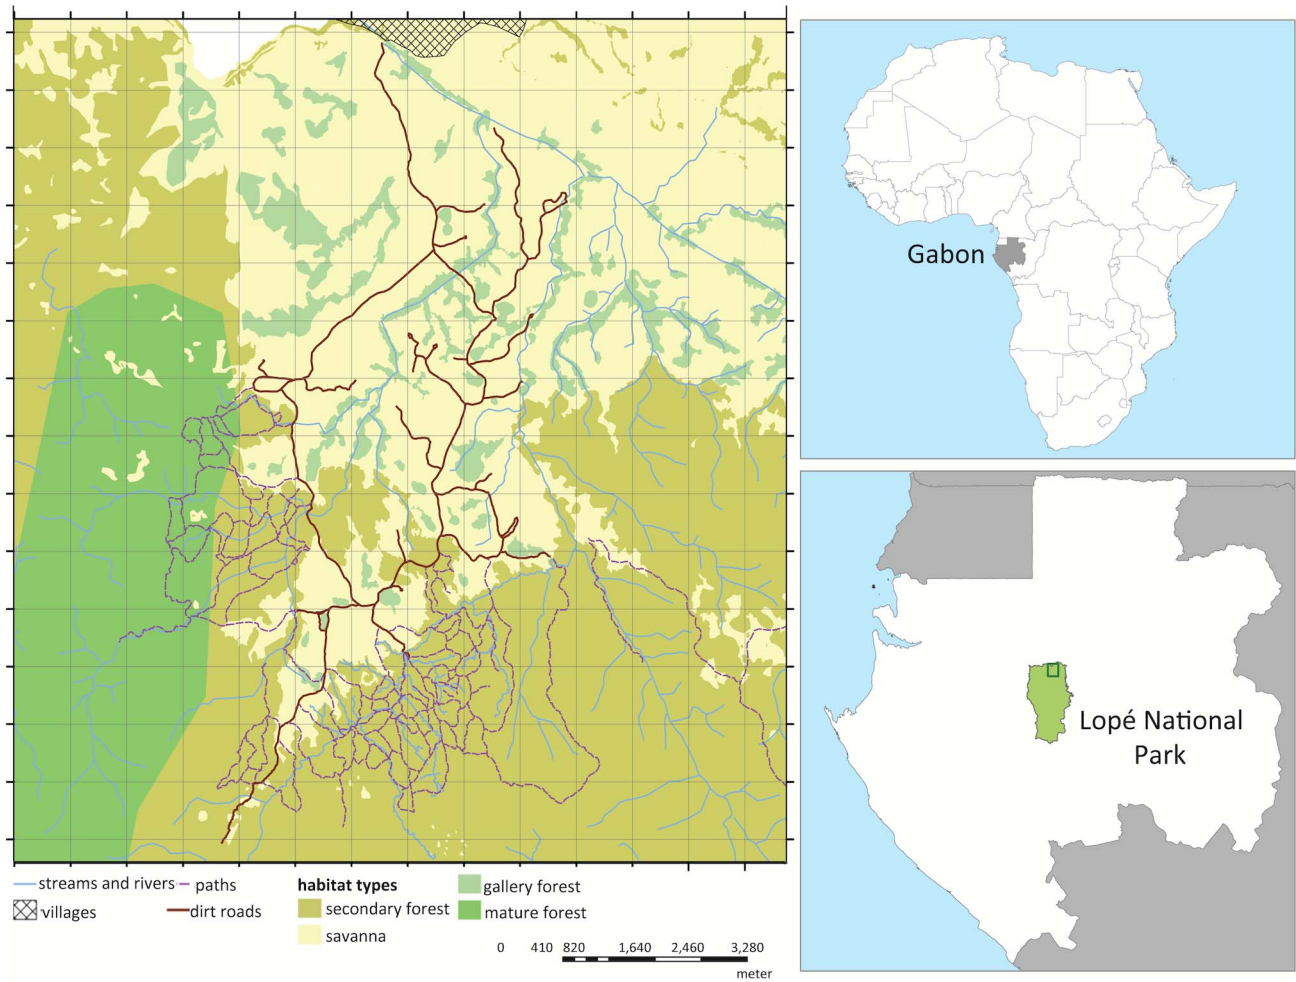 Gabon
Lopé National
Park
streams and rivers
paths
villages
dirt roads
habitat types
secondary forest
savanna
gallery forest
mature forest
0 410 820 1,640 2,460 3,280
meter